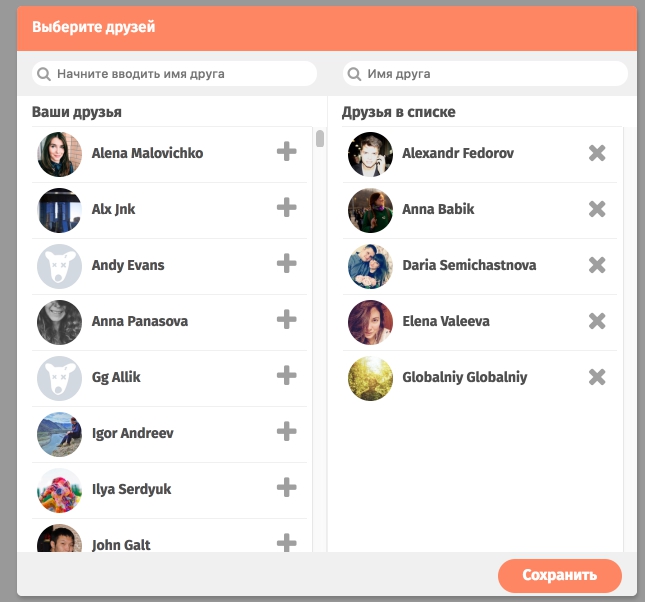 Выберите друзей
Начните вводить имя друга
Имя друга
Ваши друзья
Alena Malovichko
Alx Jnk
Andy Evans
Anna Panasova
Gg Allik
Igor Andreev
Ilya Serdyuk
John Galt
Друзья в списке
Alexandr Fedorov
Anna Babik
Daria Semichastnova
Elena Valeeva
Globalniy Globalniy
Сохранить